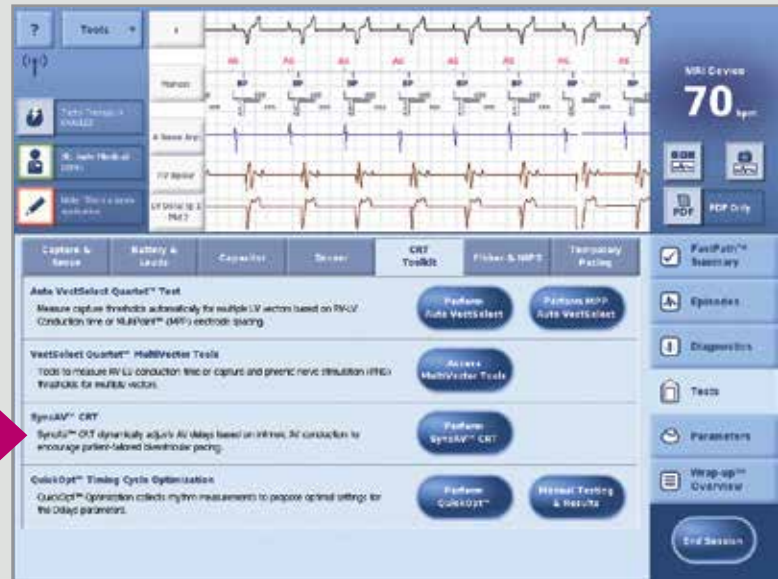 ?
Tools
MRI Device
70 bpm
PDF
PDF Only
Capture & Sense
Battery & Leads
Capacitor
Sensor
CRT Toolkit
Fisher & NIPS
Temporary Pacing
Auto VectSelect Quartet™ Test
Measure capture thresholds automatically for multiple LV vectors based on RV-LV
Conduction time or MultiPoint™ (MPP) electrode spacing.
Perform
Auto VectSelect
Perform MPP
Auto VectSelect
VectSelect Quartet™ MultiVector Tools
Tools to measure RV-LV conduction time or capture and phrenic nerve stimulation (PNS)
thresholds for multiple vectors.
Access
MultiVector Tools
SyncAV™ CRT
SyncAV™ CRT dynamically adjusts AV delays based on intrinsic AV conduction to
encourage patient-tailored biventricular pacing.
Perform
SyncAV™ CRT
QuickOpt™ Timing Cycle Optimization
QuickOpt™ Optimization collects rhythm measurements to propose optimal settings for
the Delays parameters.
Perform
QuickOpt™
Manual Testing
& Results
FastPath™
Summary
Episodes
Diagnostics
Tests
Parameters
Wrap-up™
Overview
End Session